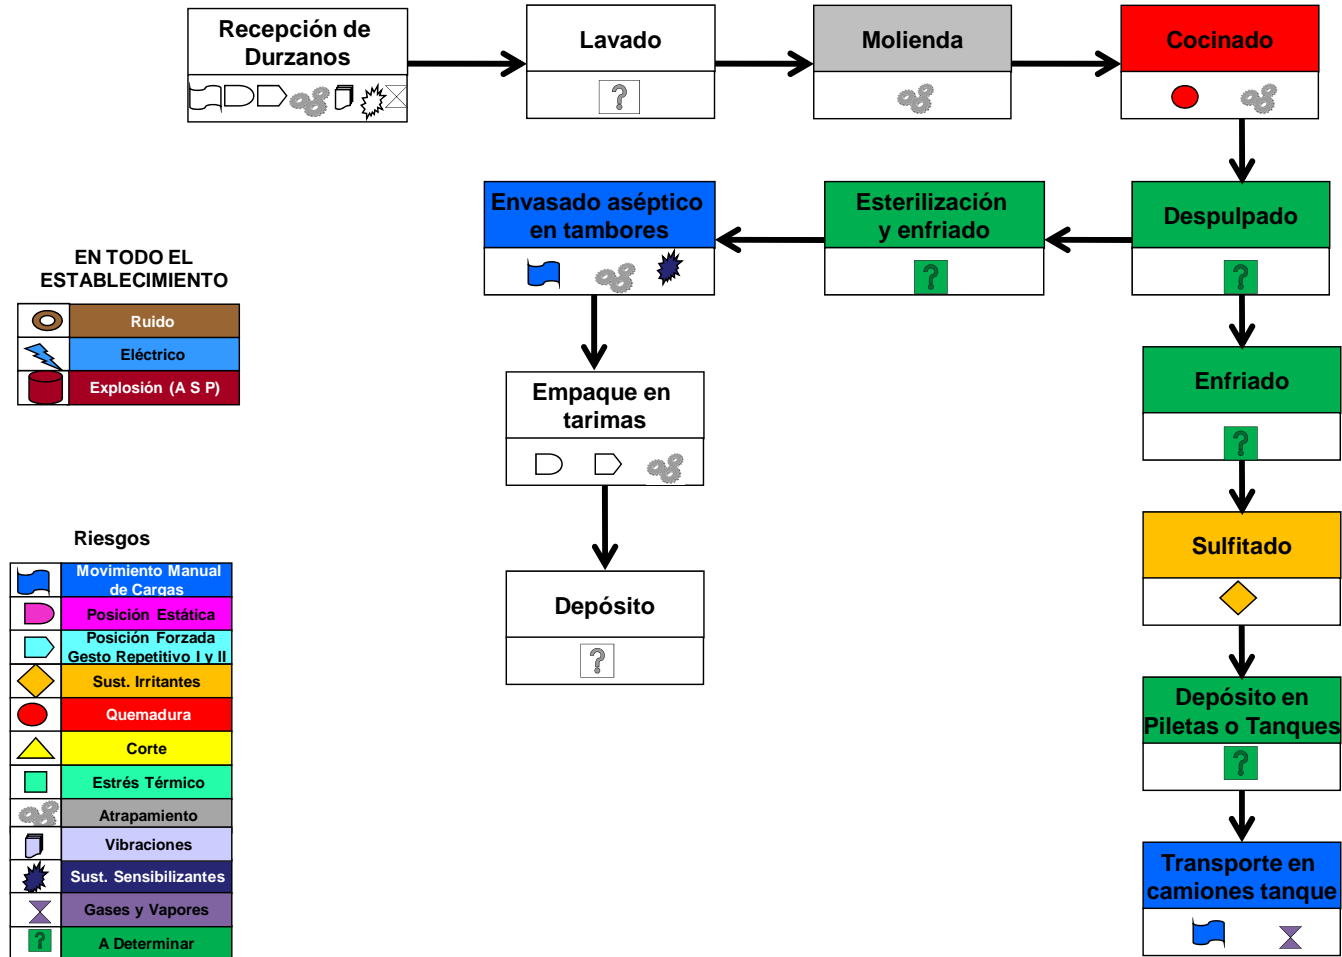 Recepción de
Durzanos
Lavado
Molienda
Cocinado
?
Envasado aséptico
en tambores
Esterilización
y enfriado
Despulpado
?
?
EN TODO EL
ESTABLECIMIENTO
Ruido
Eléctrico
Explosión (A S P)
Empaque en
tarimas
Enfriado
?
Riesgos
Movimiento Manual
de Cargas
Posición Estática
Posición Forzada
Gesto Repetitivo I y II
Sust. Irritantes
Quemadura
Corte
Estrés Térmico
Atrapamiento
Vibraciones
Sust. Sensibilizantes
Gases y Vapores
?
A Determinar
Depósito
?
Sulfitado
Depósito en
Piletas o Tanques
?
Transporte en
camiones tanque